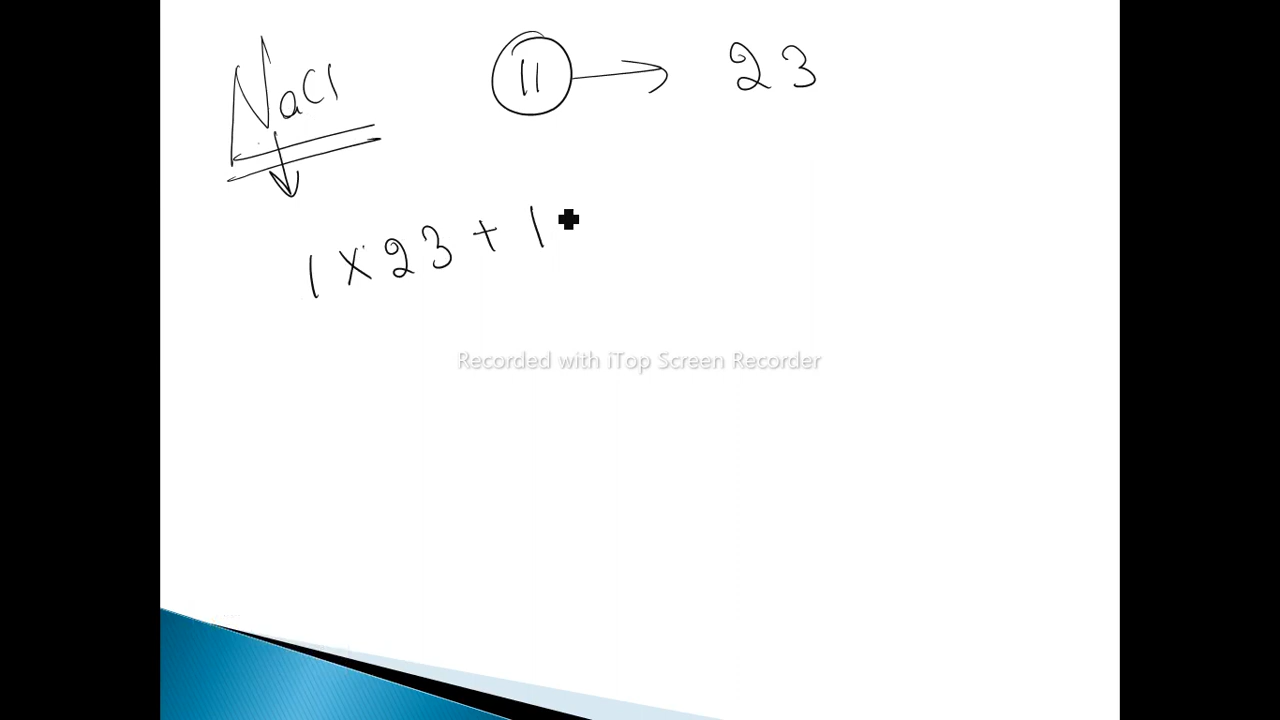 NaCl 11 → 23
1 × 23 + 1
Recorded with iTop Screen Recorder